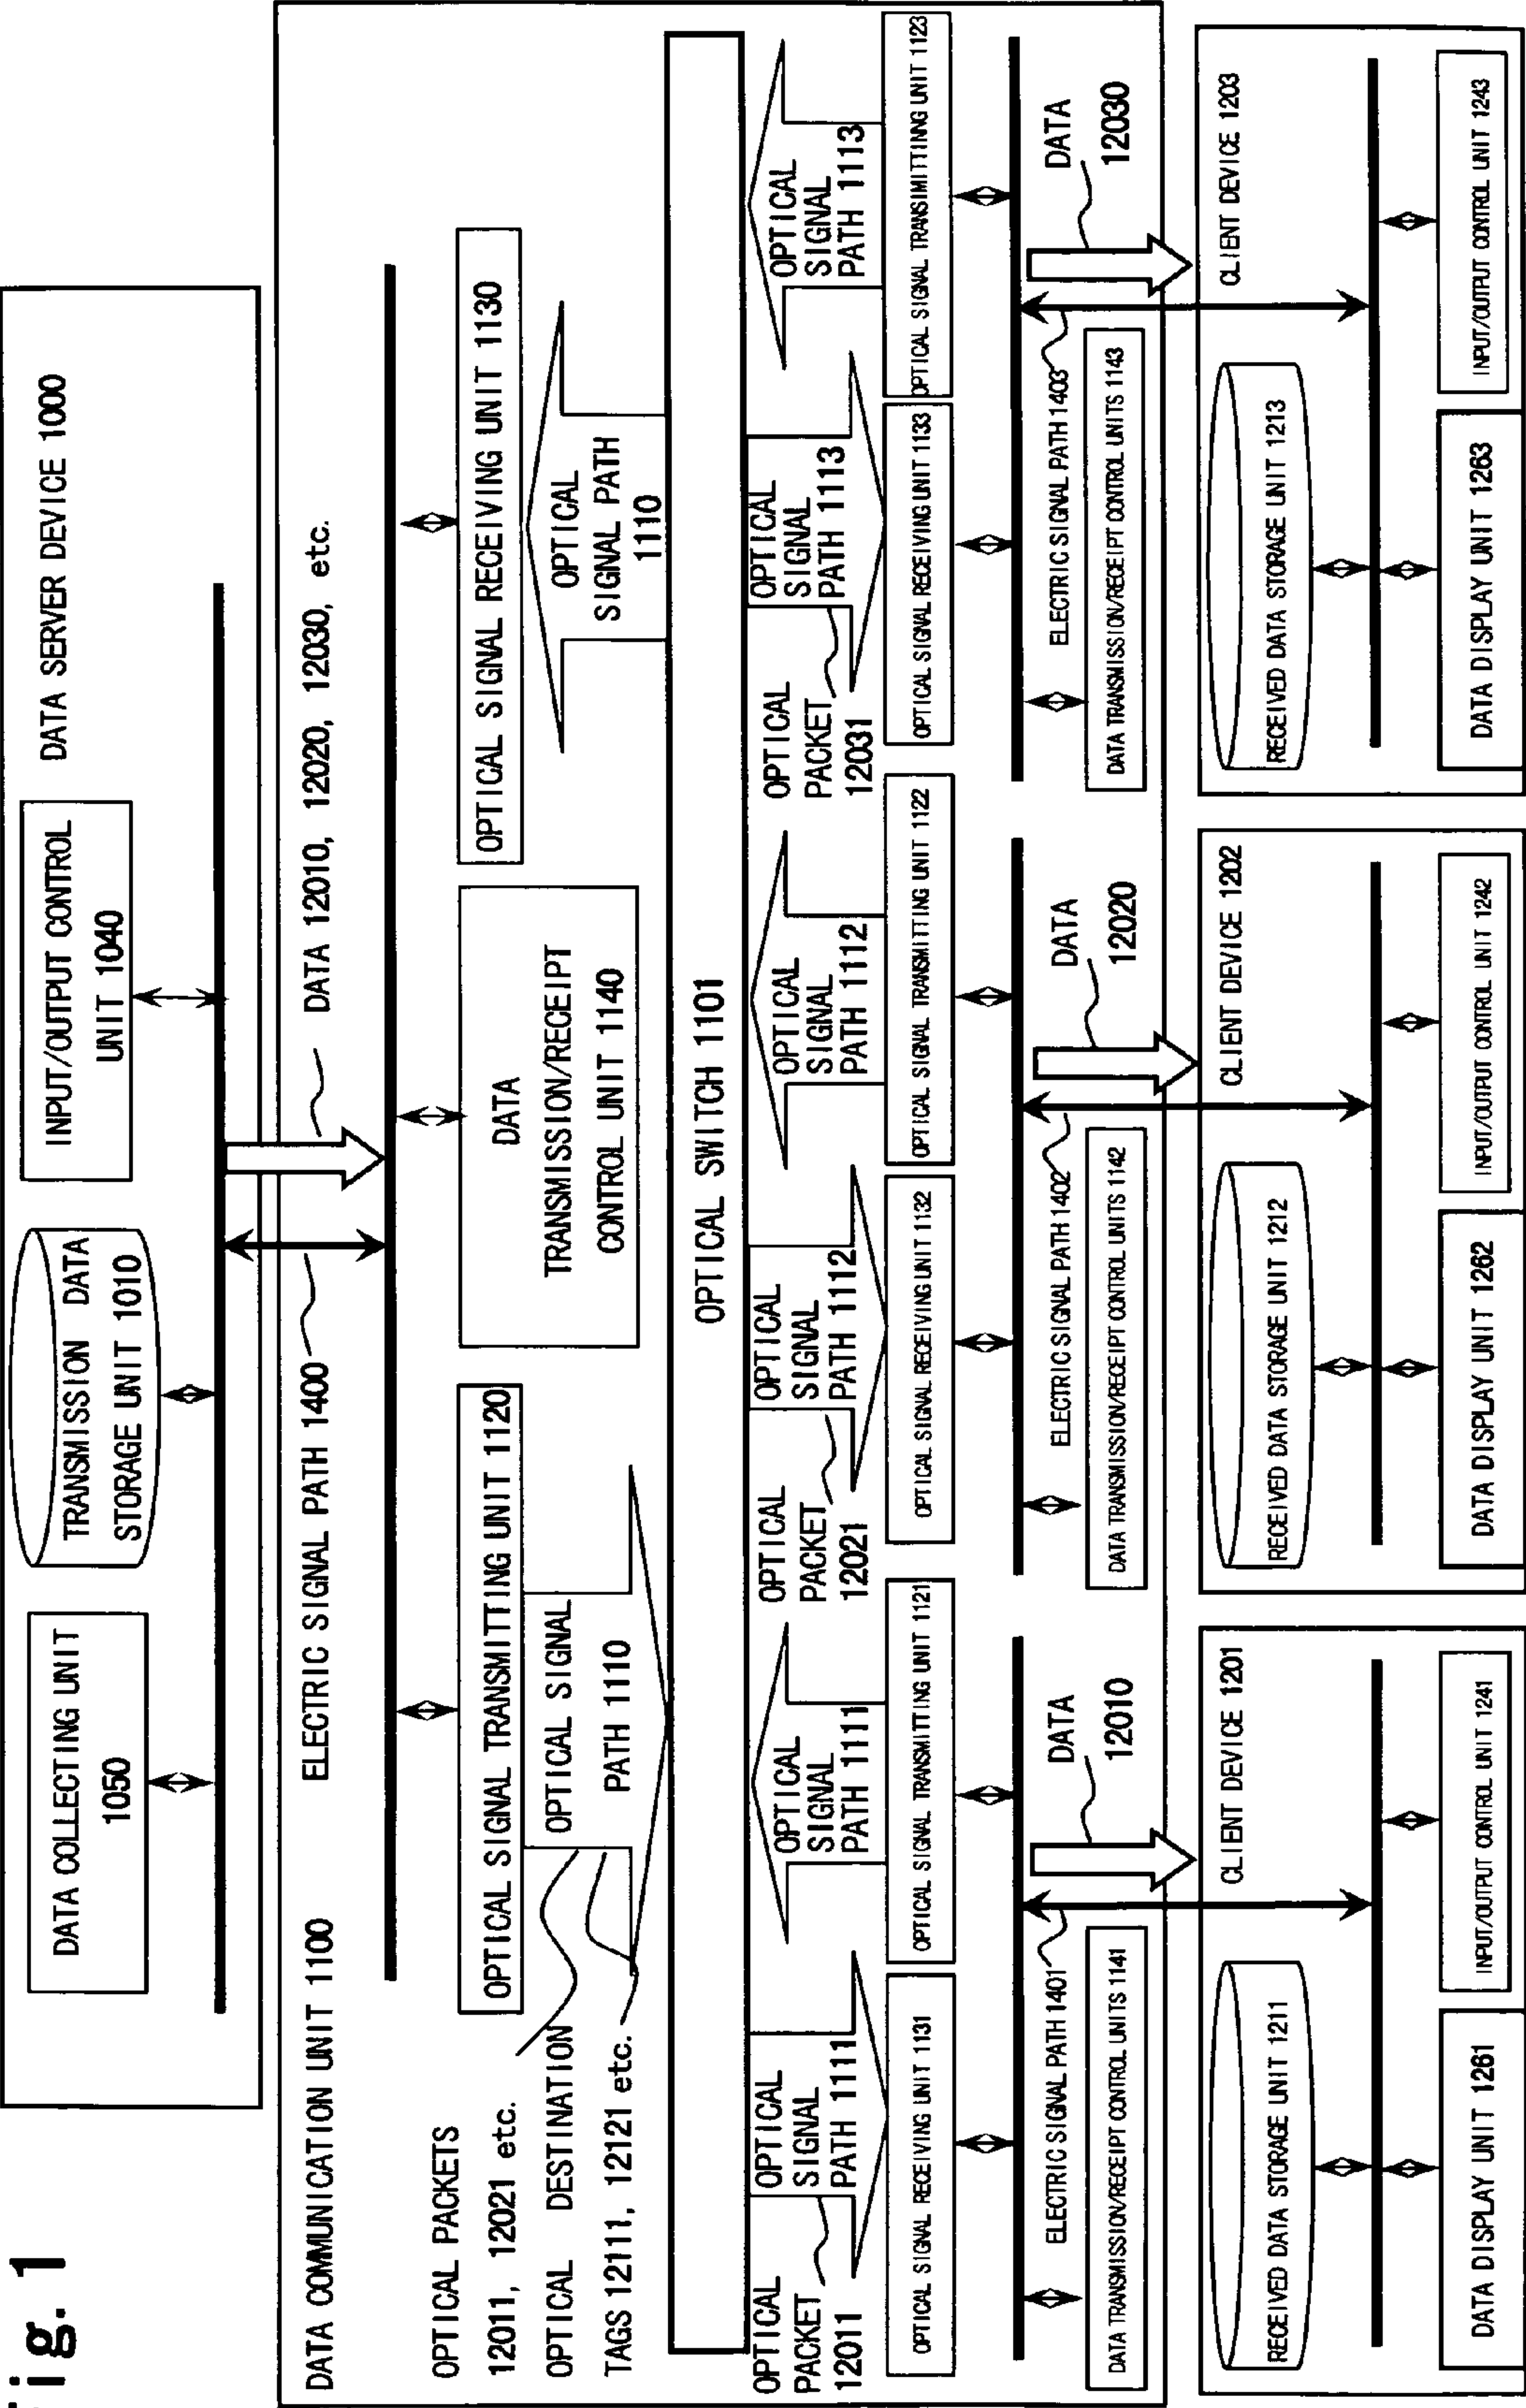 Fig. 1
DATA SERVER DEVICE 1000
DATA COLLECTING UNIT
1050
TRANSMISSION DATA
STORAGE UNIT 1010
INPUT/OUTPUT CONTROL
UNIT 1040
DATA COMMUNICATION UNIT 1100
ELECTRIC SIGNAL PATH 1400
DATA 12010, 12020, 12030, etc.
OPTICAL PACKETS
12011, 12021 etc.
OPTICAL DESTINATION
TAGS 12111, 12121 etc.
OPTICAL SIGNAL TRANSMITTING UNIT 1120
OPTICAL SIGNAL
PATH 1110
DATA
TRANSMISSION/RECEIPT
CONTROL UNIT 1140
OPTICAL SIGNAL RECEIVING UNIT 1130
OPTICAL
SIGNAL PATH
1110
OPTICAL SWITCH 1101
OPTICAL
PACKET
12011
OPTICAL
SIGNAL
PATH 1111
OPTICAL
SIGNAL
PATH 1111
OPTICAL
PACKET
12021
OPTICAL
SIGNAL
PATH 1112
OPTICAL
SIGNAL
PATH 1112
OPTICAL
PACKET
12031
OPTICAL
SIGNAL
PATH 1113
OPTICAL
SIGNAL
PATH 1113
OPTICAL SIGNAL RECEIVING UNIT 1131
OPTICAL SIGNAL TRANSMITTING UNIT 1121
OPTICAL SIGNAL RECEIVING UNIT 1132
OPTICAL SIGNAL TRANSMITTING UNIT 1122
OPTICAL SIGNAL RECEIVING UNIT 1133
OPTICAL SIGNAL TRANSIMITTINNG UNIT 1123
ELECTRIC SIGNAL PATH 1401
DATA
12010
DATA TRANSMISSION/RECEIPT CONTROL UNITS 1141
ELECTRIC SIGNAL PATH 1402
DATA
12020
DATA TRANSMISSION/RECEIPT CONTROL UNITS 1142
ELECTRIC SIGNAL PATH 1403
DATA
12030
DATA TRANSMISSION/RECEIPT CONTROL UNITS 1143
CLIENT DEVICE 1201
RECEIVED DATA STORAGE UNIT 1211
DATA DISPLAY UNIT 1261
INPUT/OUTPUT CONTROL UNIT 1241
CLIENT DEVICE 1202
RECEIVED DATA STORAGE UNIT 1212
DATA DISPLAY UNIT 1262
INPUT/OUTPUT CONTROL UNIT 1242
CLIENT DEVICE 1203
RECEIVED DATA STORAGE UNIT 1213
DATA DISPLAY UNIT 1263
INPUT/OUTPUT CONTROL UNIT 1243